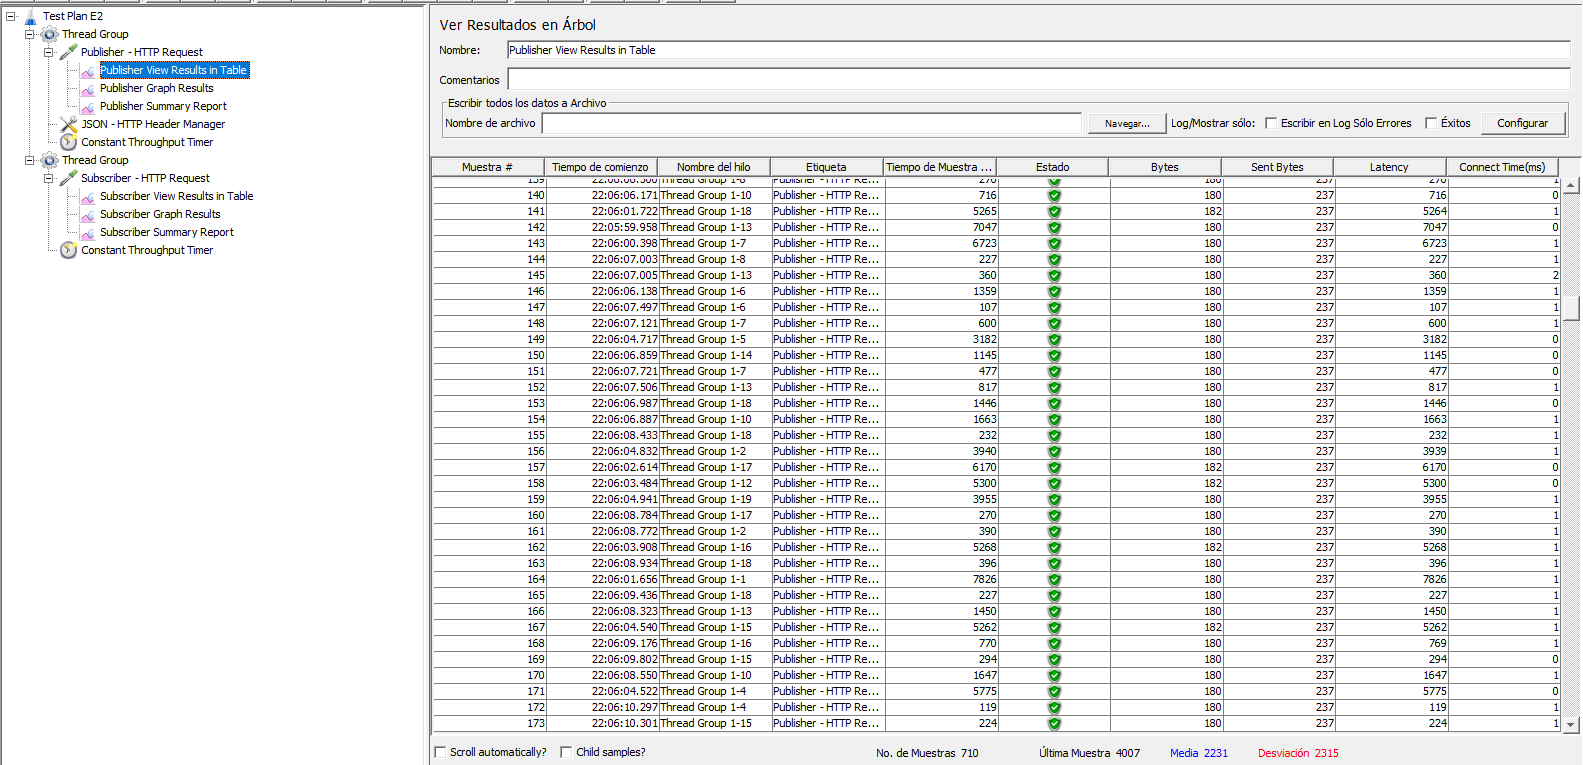 Test Plan E2
Thread Group
Publisher - HTTP Request
Publisher View Results in Table
Publisher Graph Results
Publisher Summary Report
JSON - HTTP Header Manager
Constant Throughput Timer
Thread Group
Subscriber - HTTP Request
Subscriber View Results in Table
Subscriber Graph Results
Subscriber Summary Report
Constant Throughput Timer
Ver Resultados en Árbol
Nombre: Publisher View Results in Table
Comentarios
Escribir todos los datos a Archivo
Nombre de archivo Navegar... Log/Mostrar sólo: Escribir en Log Sólo Errores Éxitos Configurar
Muestra # Tiempo de comienzo Nombre del hilo Etiqueta Tiempo de Muestra ... Estado Bytes Sent Bytes Latency Connect Time(ms)
139 22:06:06.500 Thread Group 1-8 Publisher - HTTP Re... 270 180 237 270 1
140 22:06:06.171 Thread Group 1-10 Publisher - HTTP Re... 716 180 237 716 0
141 22:06:01.722 Thread Group 1-18 Publisher - HTTP Re... 5265 182 237 5264 1
142 22:05:59.958 Thread Group 1-13 Publisher - HTTP Re... 7047 180 237 7047 0
143 22:06:00.398 Thread Group 1-7 Publisher - HTTP Re... 6723 180 237 6723 1
144 22:06:07.003 Thread Group 1-8 Publisher - HTTP Re... 227 180 237 227 1
145 22:06:07.005 Thread Group 1-13 Publisher - HTTP Re... 360 180 237 360 2
146 22:06:06.138 Thread Group 1-6 Publisher - HTTP Re... 1359 180 237 1359 1
147 22:06:07.497 Thread Group 1-6 Publisher - HTTP Re... 107 180 237 107 1
148 22:06:07.121 Thread Group 1-7 Publisher - HTTP Re... 600 180 237 600 1
149 22:06:04.717 Thread Group 1-5 Publisher - HTTP Re... 3182 180 237 3182 1
150 22:06:06.859 Thread Group 1-14 Publisher - HTTP Re... 1145 180 237 1145 0
151 22:06:07.721 Thread Group 1-7 Publisher - HTTP Re... 477 180 237 477 0
152 22:06:07.506 Thread Group 1-13 Publisher - HTTP Re... 817 180 237 817 1
153 22:06:06.987 Thread Group 1-18 Publisher - HTTP Re... 1446 180 237 1446 0
154 22:06:06.887 Thread Group 1-10 Publisher - HTTP Re... 1663 180 237 1663 1
155 22:06:08.433 Thread Group 1-18 Publisher - HTTP Re... 232 180 237 232 1
156 22:06:04.832 Thread Group 1-2 Publisher - HTTP Re... 3940 180 237 3939 1
157 22:06:02.614 Thread Group 1-17 Publisher - HTTP Re... 6170 182 237 6170 0
158 22:06:03.484 Thread Group 1-12 Publisher - HTTP Re... 5300 182 237 5300 0
159 22:06:04.941 Thread Group 1-19 Publisher - HTTP Re... 3955 180 237 3955 1
160 22:06:08.784 Thread Group 1-17 Publisher - HTTP Re... 270 180 237 270 1
161 22:06:08.772 Thread Group 1-2 Publisher - HTTP Re... 390 180 237 390 1
162 22:06:03.908 Thread Group 1-16 Publisher - HTTP Re... 5268 182 237 5268 1
163 22:06:08.934 Thread Group 1-18 Publisher - HTTP Re... 396 180 237 396 1
164 22:06:01.656 Thread Group 1-1 Publisher - HTTP Re... 7826 180 237 7826 1
165 22:06:09.436 Thread Group 1-18 Publisher - HTTP Re... 227 180 237 227 1
166 22:06:08.323 Thread Group 1-13 Publisher - HTTP Re... 1450 180 237 1450 1
167 22:06:04.540 Thread Group 1-15 Publisher - HTTP Re... 5262 182 237 5262 1
168 22:06:09.176 Thread Group 1-16 Publisher - HTTP Re... 770 180 237 769 1
169 22:06:09.802 Thread Group 1-15 Publisher - HTTP Re... 294 180 237 294 0
170 22:06:08.550 Thread Group 1-10 Publisher - HTTP Re... 1647 180 237 1647 1
171 22:06:04.522 Thread Group 1-4 Publisher - HTTP Re... 5775 180 237 5775 0
172 22:06:10.297 Thread Group 1-4 Publisher - HTTP Re... 119 180 237 119 1
173 22:06:10.301 Thread Group 1-15 Publisher - HTTP Re... 224 180 237 224 1
Scroll automatically? Child samples? No. de Muestras 710 Última Muestra 4007 Media 2231 Desviación 2315